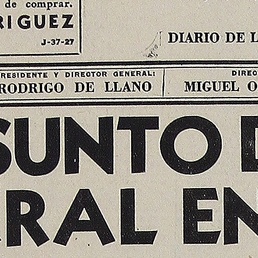 de comprar.
RIGUEZ
J-37-27
DIARIO DE L
RESIDENTE Y DIRECTOR GENERAL:
RODRIGO DE LLANO
DIREC
MIGUEL O
SUNTO D
RAL EN